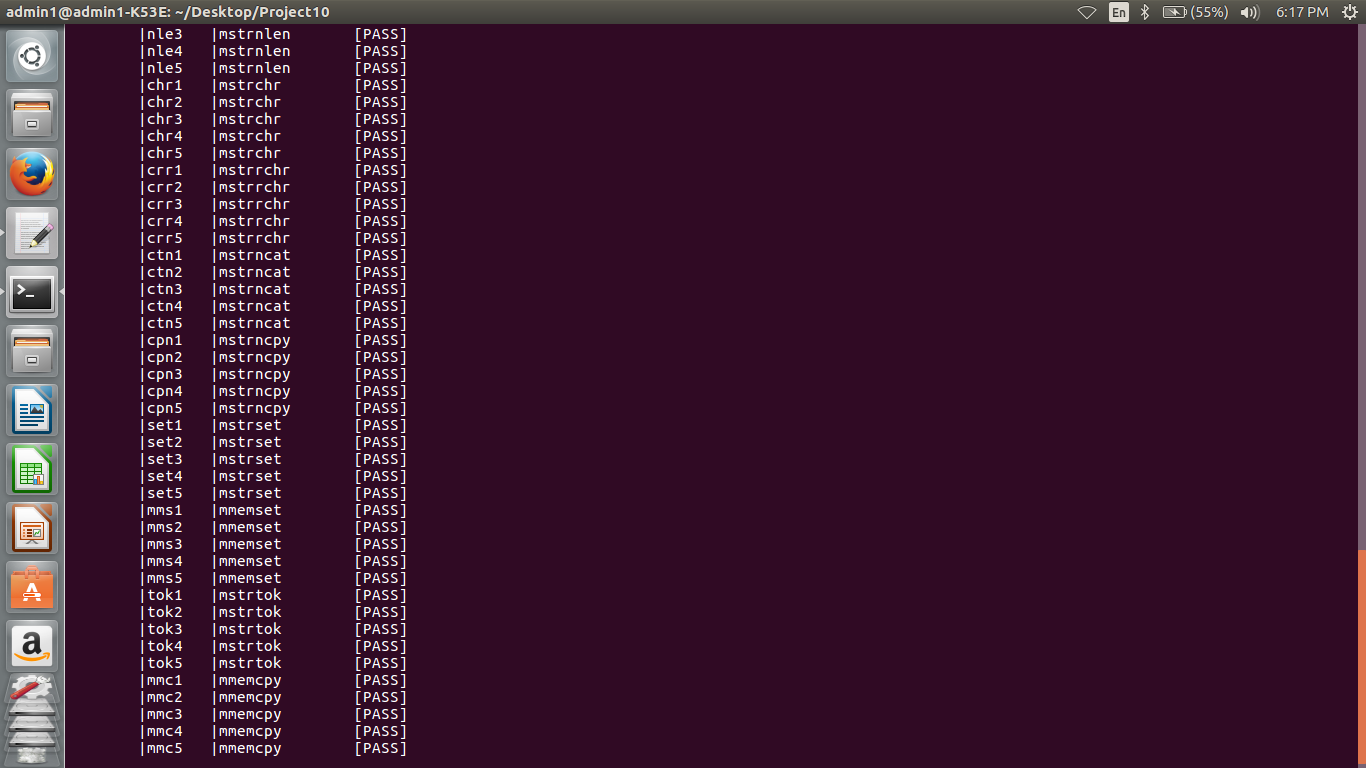 admin1@admin1-K53E: ~/Desktop/Project10 En (55%) 6:17 PM
|nle3 |mstrnlen [PASS]
|nle4 |mstrnlen [PASS]
|nle5 |mstrnlen [PASS]
|chr1 |mstrchr [PASS]
|chr2 |mstrchr [PASS]
|chr3 |mstrchr [PASS]
|chr4 |mstrchr [PASS]
|chr5 |mstrchr [PASS]
|crr1 |mstrrchr [PASS]
|crr2 |mstrrchr [PASS]
|crr3 |mstrrchr [PASS]
|crr4 |mstrrchr [PASS]
|crr5 |mstrrchr [PASS]
|ctn1 |mstrncat [PASS]
|ctn2 |mstrncat [PASS]
|ctn3 |mstrncat [PASS]
|ctn4 |mstrncat [PASS]
|ctn5 |mstrncat [PASS]
|cpn1 |mstrncpy [PASS]
|cpn2 |mstrncpy [PASS]
|cpn3 |mstrncpy [PASS]
|cpn4 |mstrncpy [PASS]
|cpn5 |mstrncpy [PASS]
|set1 |mstrset [PASS]
|set2 |mstrset [PASS]
|set3 |mstrset [PASS]
|set4 |mstrset [PASS]
|set5 |mstrset [PASS]
|mms1 |mmemset [PASS]
|mms2 |mmemset [PASS]
|mms3 |mmemset [PASS]
|mms4 |mmemset [PASS]
|mms5 |mmemset [PASS]
|tok1 |mstrtok [PASS]
|tok2 |mstrtok [PASS]
|tok3 |mstrtok [PASS]
|tok4 |mstrtok [PASS]
|tok5 |mstrtok [PASS]
|mmc1 |mmemcpy [PASS]
|mmc2 |mmemcpy [PASS]
|mmc3 |mmemcpy [PASS]
|mmc4 |mmemcpy [PASS]
|mmc5 |mmemcpy [PASS]